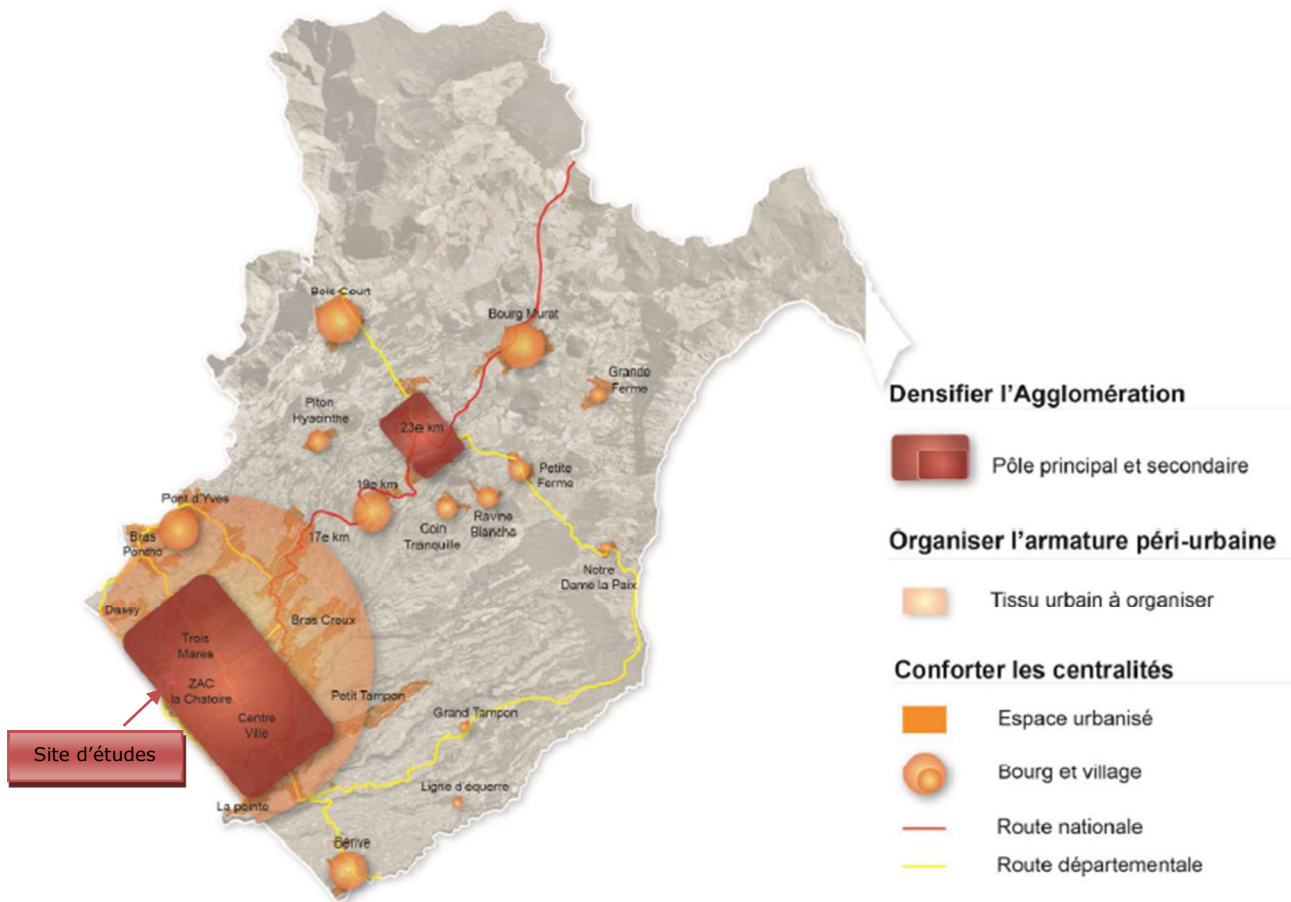 Bois Court
Bourg Murat
Grande
Ferme
Piton
Hyacinthe
23e km
Petite
Ferme
19e km
Pont d'Yves
17e km
Coin
Tranquille
Ravine
Blanche
Bras
Pontho
Notre
Dame la Paix
Dassy
Bras Creux
Trois
Mares
ZAC
la Chatoire
Petit Tampon
Centre
Ville
Grand Tampon
Site d'études
Ligne d'équerre
La pointe
Bérive
Densifier l'Agglomération
Pôle principal et secondaire
Organiser l'armature péri-urbaine
Tissu urbain à organiser
Conforter les centralités
Espace urbanisé
Bourg et village
Route nationale
Route départementale